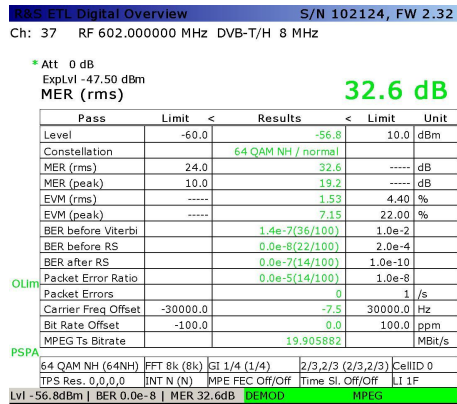 R&S ETL Digital Overview S/N 102124, FW 2.32
Ch: 37 RF 602.000000 MHz DVB-T/H 8 MHz
* Att 0 dB
ExpLvl -47.50 dBm
MER (rms) 32.6 dB
Pass Limit < Results < Limit Unit
Level -60.0 -56.8 10.0 dBm
Constellation 64 QAM NH / normal
MER (rms) 24.0 32.6 ----- dB
MER (peak) 10.0 19.2 ----- dB
EVM (rms) ----- 1.53 4.40 %
EVM (peak) ----- 7.15 22.00 %
BER before Viterbi 1.4e-7(36/100) 1.0e-2
BER before RS 0.0e-8(22/100) 2.0e-4
BER after RS 0.0e-7(14/100) 1.0e-10
Packet Error Ratio 0.0e-5(14/100) 1.0e-8
OLim
Packet Errors 0 1 /s
Carrier Freq Offset -30000.0 -7.5 30000.0 Hz
Bit Rate Offset -100.0 0.0 100.0 ppm
MPEG Ts Bitrate 19.905882 MBit/s
PSPA
64 QAM NH (64NH) FFT 8k (8k) GI 1/4 (1/4) 2/3,2/3 (2/3,2/3) CellID 0
TPS Res. 0,0,0,0 INT N (N) MPE FEC Off/Off Time Sl. Off/Off LI 1F
Lvl -56.8dBm | BER 0.0e-8 | MER 32.6dB DEMOD MPEG